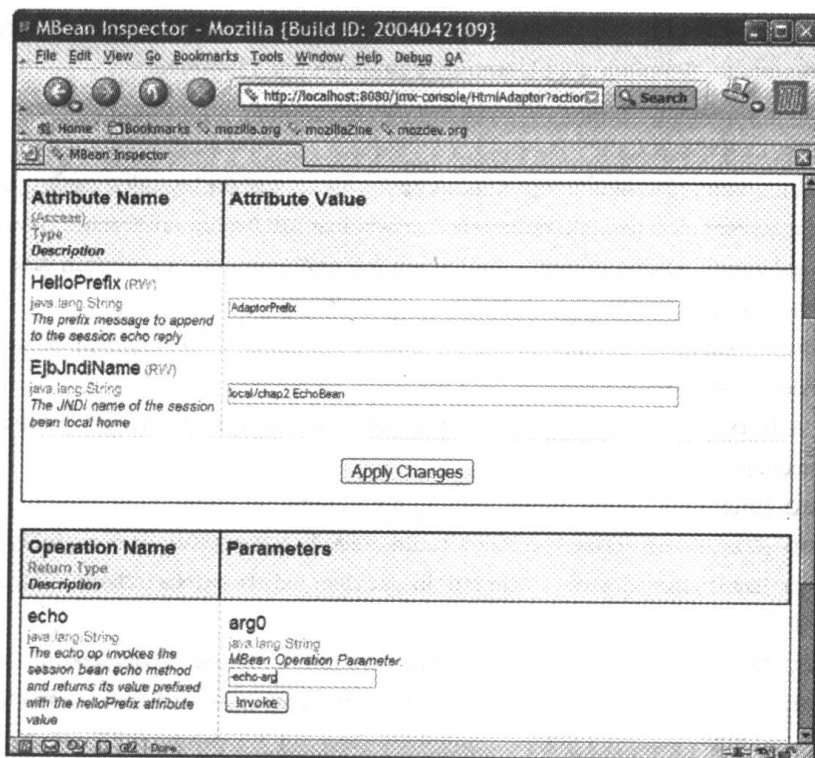 MBean Inspector - Mozilla {Build ID: 2004042109}
File Edit View Go Bookmarks Tools Window Help Debug QA
http://localhost:8080/jmx-console/HtmlAdaptor?action
Search
Home Bookmarks mozilla.org mozillaZine mozdev.org
MBean Inspector
Attribute Name
(Access)
Type
Description
Attribute Value
HelloPrefix (RW)
java.lang.String
The prefix message to append
to the session echo reply
AdaptorPrefix
EjbJndiName (RW)
java.lang.String
The JNDI name of the session
bean local home
local/chap2.EchoBean
Apply Changes
Operation Name
Return Type
Description
Parameters
echo
java.lang.String
The echo op invokes the
session bean echo method
and returns its value prefixed
with the helloPrefix attribute
value
arg0
java.lang.String
MBean Operation Parameter.
-echo-arg
Invoke
Done